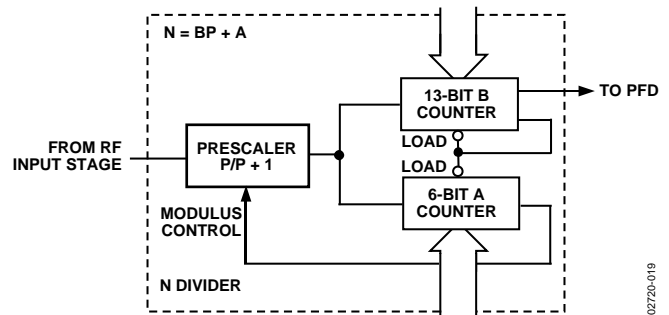 N = BP + A
13-BIT B
COUNTER
TO PFD
LOAD
LOAD
FROM RF
INPUT STAGE
PRESCALER
P/P + 1
6-BIT A
COUNTER
MODULUS
CONTROL
N DIVIDER
02720-019